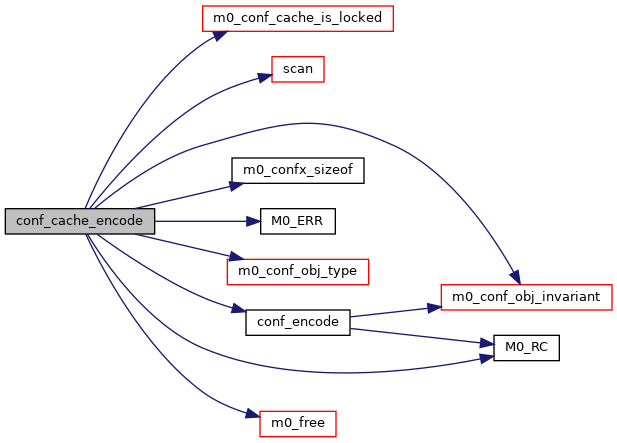 m0_conf_cache_is_locked
scan
m0_confx_sizeof
conf_cache_encode
M0_ERR
m0_conf_obj_type
m0_conf_obj_invariant
conf_encode
M0_RC
m0_free